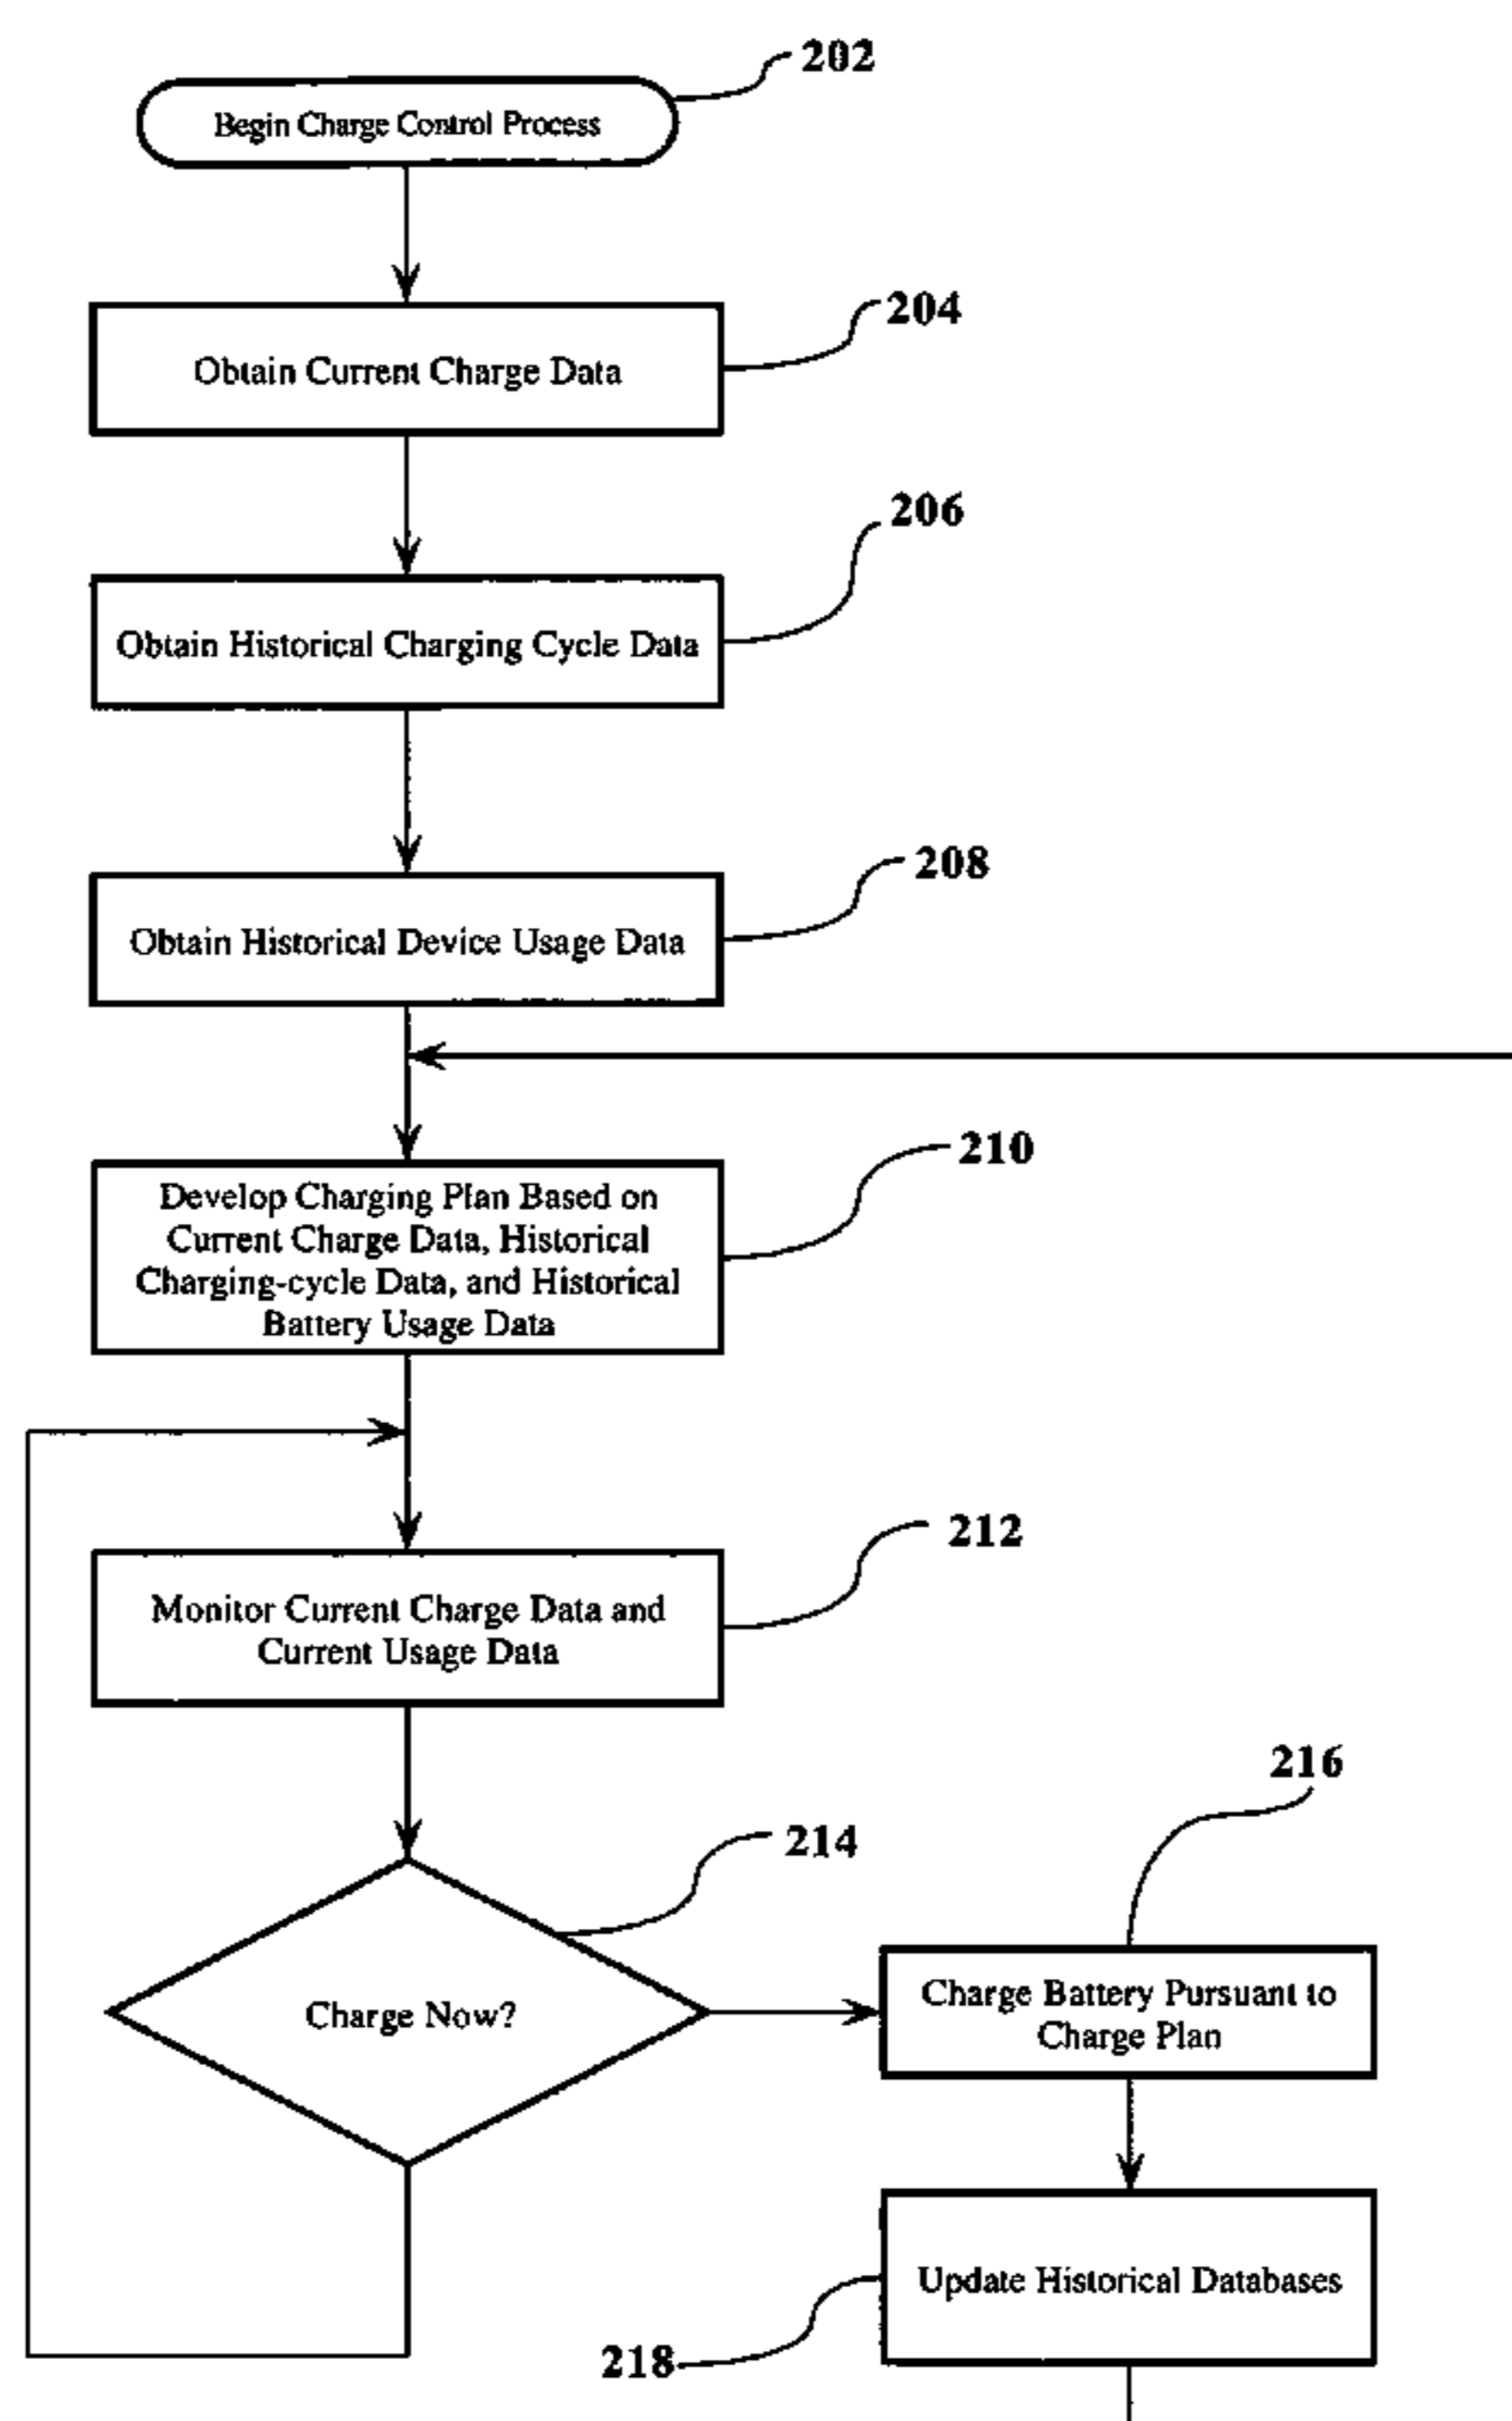 202
Begin Charge Control Process
204
Obtain Current Charge Data
206
Obtain Historical Charging Cycle Data
208
Obtain Historical Device Usage Data
210
Develop Charging Plan Based on
Current Charge Data, Historical
Charging-cycle Data, and Historical
Battery Usage Data
212
Monitor Current Charge Data and
Current Usage Data
214
Charge Now?
216
Charge Battery Pursuant to
Charge Plan
Update Historical Databases
218